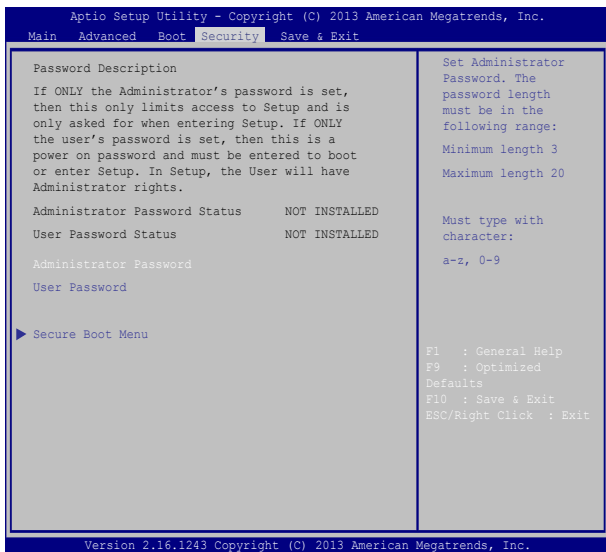 Aptio Setup Utility - Copyright (C) 2013 American Megatrends, Inc.
Main Advanced Boot Security Save & Exit
Password Description
If ONLY the Administrator's password is set,
then this only limits access to Setup and is
only asked for when entering Setup. If ONLY
the user's password is set, then this is a
power on password and must be entered to boot
or enter Setup. In Setup, the User will have
Administrator rights.
Administrator Password Status NOT INSTALLED
User Password Status NOT INSTALLED
Administrator Password
User Password
Secure Boot Menu
Set Administrator
Password. The
password length
must be in the
following range:
Minimum length 3
Maximum length 20
Must type with
character:
a-z, 0-9
F1 : General Help
F9 : Optimized
Defaults
F10 : Save & Exit
ESC/Right Click : Exit
Version 2.16.1243 Copyright (C) 2013 American Megatrends, Inc.